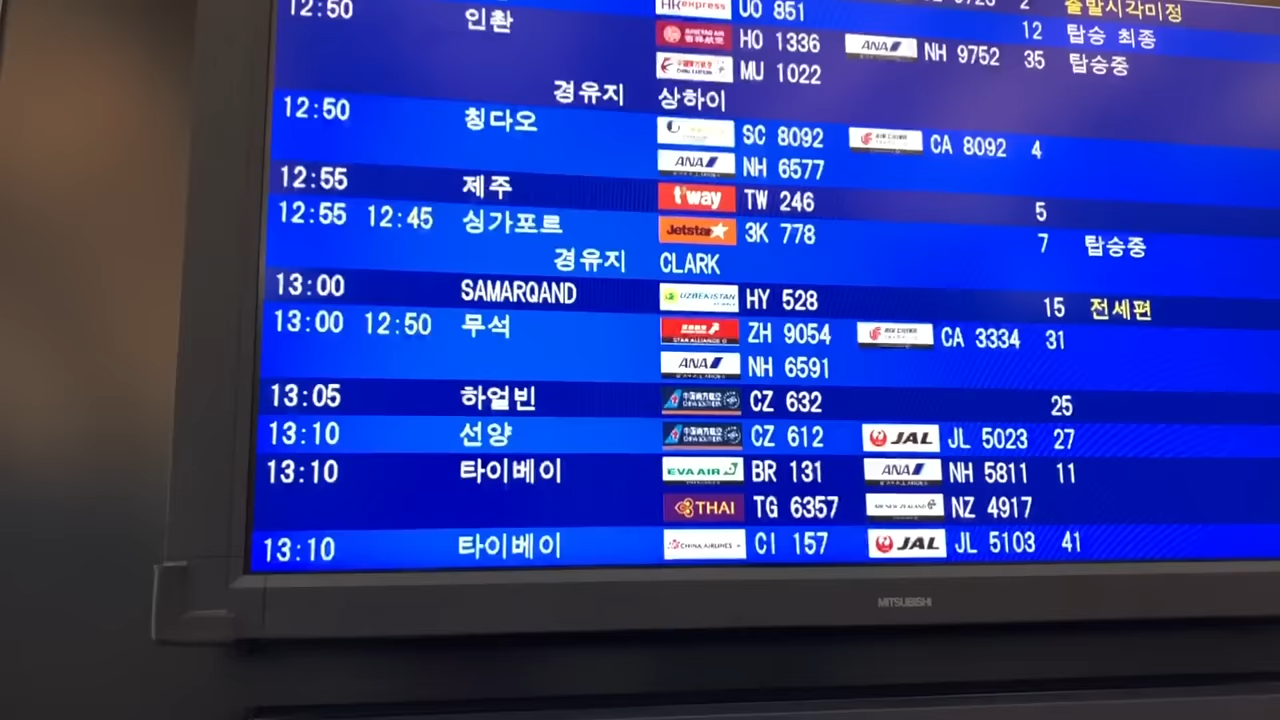 12:50 HK express UO 851 2 출발시각미정
인촨 HO 1336 ANA NH 9752 12 탑승 최종
MU 1022 35 탑승중
경유지 상하이
12:50 칭다오 SC 8092 CA 8092 4
ANA NH 6577
12:55 제주 t'way TW 246 5
12:55 12:45 싱가포르 Jetstar 3K 778 7 탑승중
경유지 CLARK
13:00 SAMARQAND UZBEKISTAN HY 528 15 전세편
13:00 12:50 무석 ZH 9054 CA 3334 31
ANA NH 6591
13:05 하얼빈 CZ 632 25
13:10 선양 CZ 612 JAL JL 5023 27
13:10 타이베이 EVA AIR BR 131 ANA NH 5811 11
THAI TG 6357 NZ 4917
13:10 타이베이 CHINA AIRLINES CI 157 JAL JL 5103 41
MITSUBISHI